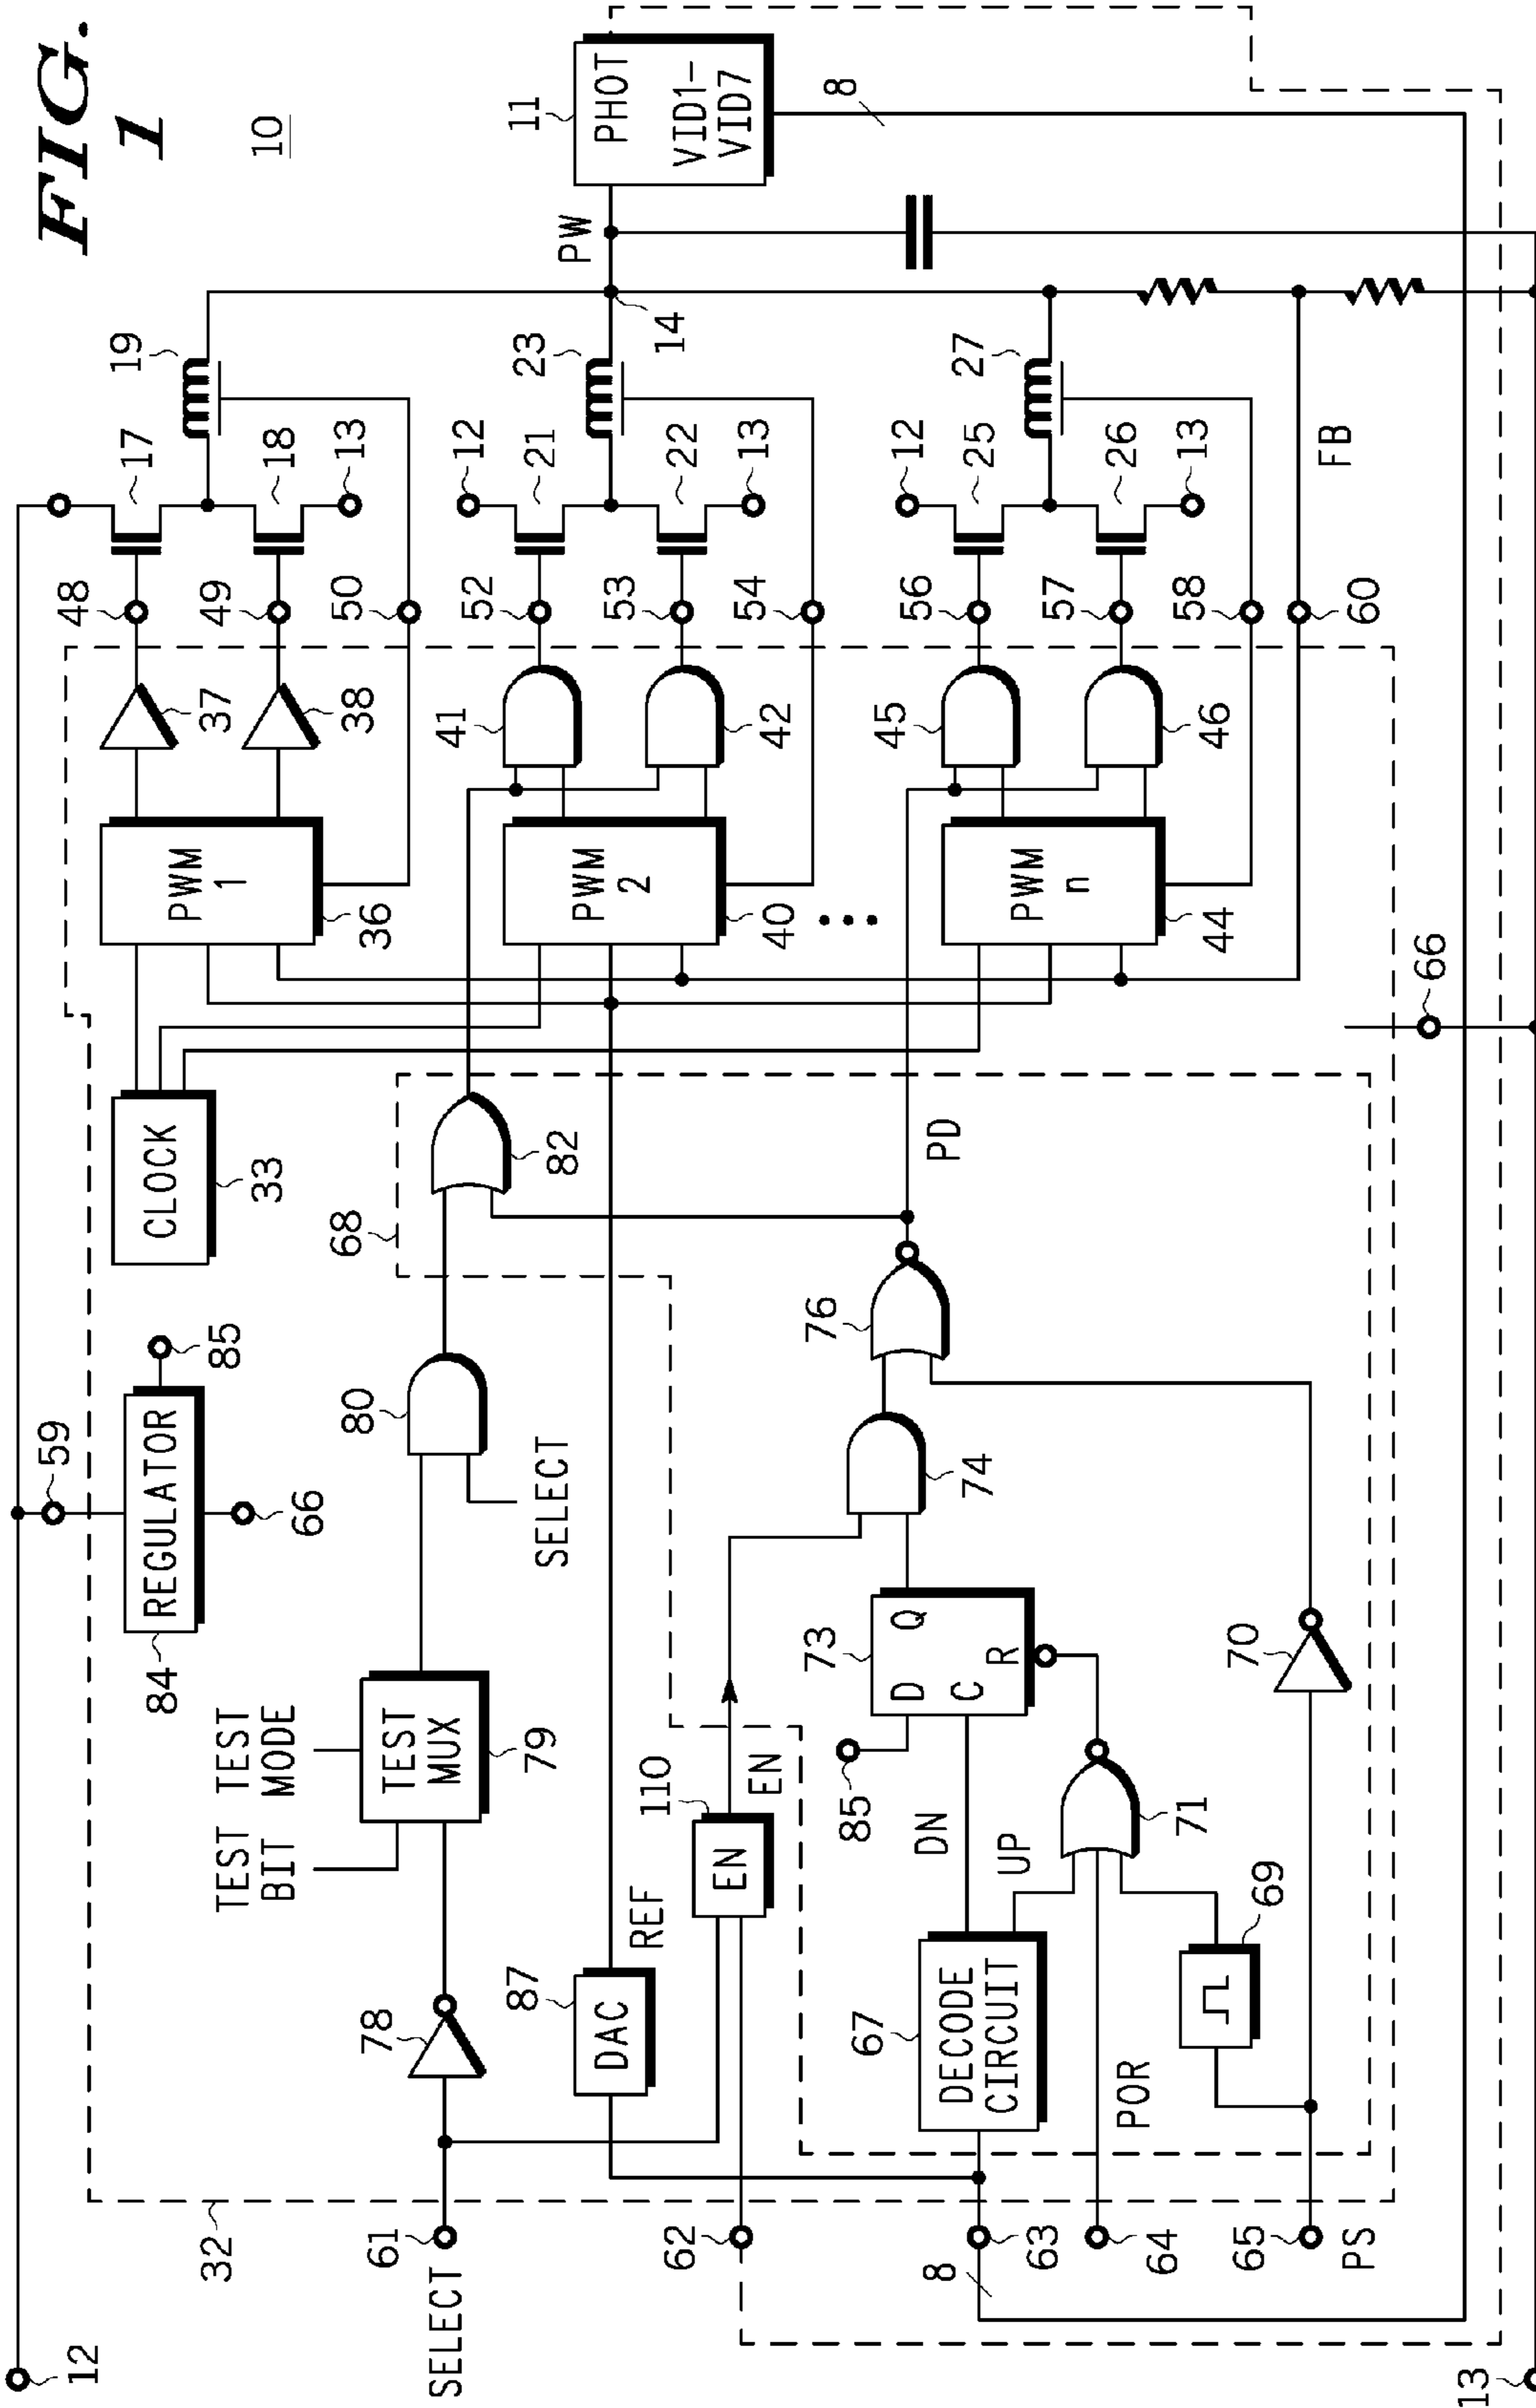 FIG. 1
10
12
59
REGULATOR
84
85
66
CLOCK
33
PWM 1
36
37
38
48
49
50
17
18
13
19
32
SELECT
61
78
TEST BIT
TEST MODE
TEST MUX
79
80
SELECT
68
82
PWM 2
40
41
42
52
53
54
12
21
22
13
23
14
PW
11
PHOT
VID1-
VID7
8
87
DAC
REF
62
110
EN
EN
PWM n
44
45
46
56
57
58
12
25
26
13
27
FB
60
66
8
63
67
DECODE
CIRCUIT
DN
UP
85
73
D
Q
C
R
74
76
PD
64
POR
71
69
65
PS
70
13